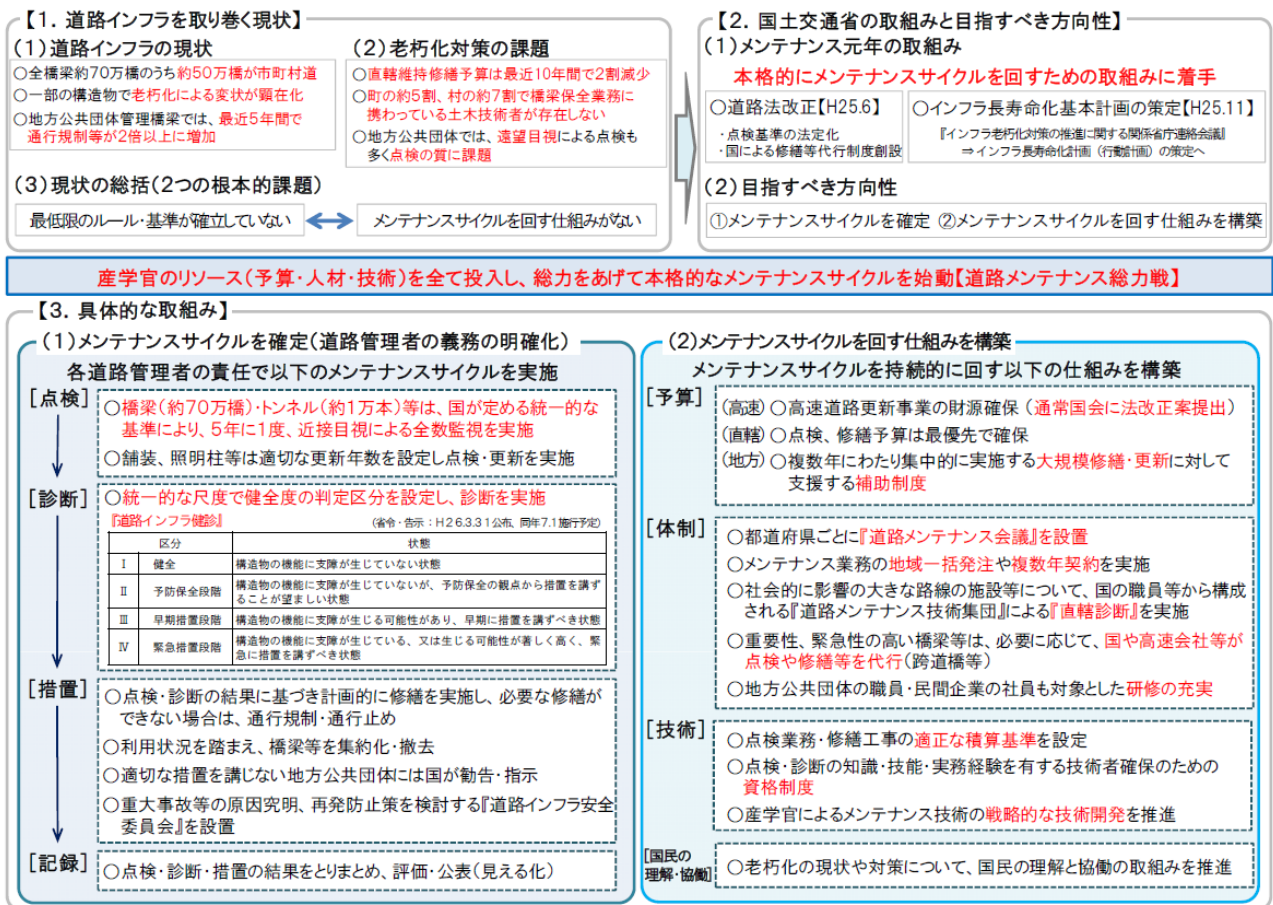 【1．道路インフラを取り巻く現状】
(1)道路インフラの現状
○全橋梁約70万橋のうち約50万橋が市町村道
○一部の構造物で老朽化による変状が顕在化
○地方公共団体管理橋梁では、最近5年間で
通行規制等が2倍以上に増加
(2)老朽化対策の課題
○直轄維持修繕予算は最近10年間で2割減少
○町の約5割、村の約7割で橋梁保全業務に
携わっている土木技術者が存在しない
○地方公共団体では、遠望目視による点検も
多く点検の質に課題
(3)現状の総括(2つの根本的課題)
最低限のルール・基準が確立していない
メンテナンスサイクルを回す仕組みがない
【2．国土交通省の取組みと目指すべき方向性】
(1)メンテナンス元年の取組み
本格的にメンテナンスサイクルを回すための取組みに着手
○道路法改正【H25.6】
・点検基準の法定化
・国による修繕等代行制度創設
○インフラ長寿命化基本計画の策定【H25.11】
『インフラ老朽化対策の推進に関する関係省庁連絡会議』
⇒インフラ長寿命化計画（行動計画）の策定へ
(2)目指すべき方向性
①メンテナンスサイクルを確定 ②メンテナンスサイクルを回す仕組みを構築
産学官のリソース(予算・人材・技術)を全て投入し、総力をあげて本格的なメンテナンスサイクルを始動【道路メンテナンス総力戦】
【3．具体的な取組み】
(1)メンテナンスサイクルを確定(道路管理者の義務の明確化)
各道路管理者の責任で以下のメンテナンスサイクルを実施
[点検]
○橋梁(約70万橋)・トンネル(約1万本)等は、国が定める統一的な
基準により、5年に1度、近接目視による全数監視を実施
○舗装、照明柱等は適切な更新年数を設定し点検・更新を実施
[診断]
○統一的な尺度で健全度の判定区分を設定し、診断を実施
『道路インフラ健診』
(省令・告示：H26.3.31公布、同年7.1施行予定)
区分 状態
Ⅰ 健全 構造物の機能に支障が生じていない状態
Ⅱ 予防保全段階 構造物の機能に支障が生じていないが、予防保全の観点から措置を講ず
ることが望ましい状態
Ⅲ 早期措置段階 構造物の機能に支障が生じる可能性があり、早期に措置を講ずべき状態
Ⅳ 緊急措置段階 構造物の機能に支障が生じている、又は生じる可能性が著しく高く、緊
急に措置を講ずべき状態
[措置]
○点検・診断の結果に基づき計画的に修繕を実施し、必要な修繕が
できない場合は、通行規制・通行止め
○利用状況を踏まえ、橋梁等を集約化・撤去
○適切な措置を講じない地方公共団体には国が勧告・指示
○重大事故等の原因究明、再発防止策を検討する『道路インフラ安全
委員会』を設置
[記録]
○点検・診断・措置の結果をとりまとめ、評価・公表(見える化)
(2)メンテナンスサイクルを回す仕組みを構築
メンテナンスサイクルを持続的に回す以下の仕組みを構築
[予算]
(高速) ○高速道路更新事業の財源確保 (通常国会に法改正案提出)
(直轄) ○点検、修繕予算は最優先で確保
(地方) ○複数年にわたり集中的に実施する大規模修繕・更新に対して
支援する補助制度
[体制]
○都道府県ごとに『道路メンテナンス会議』を設置
○メンテナンス業務の地域一括発注や複数年契約を実施
○社会的に影響の大きな路線の施設等について、国の職員等から構成
される『道路メンテナンス技術集団』による『直轄診断』を実施
○重要性、緊急性の高い橋梁等は、必要に応じて、国や高速会社等が
点検や修繕等を代行(跨道橋等)
○地方公共団体の職員・民間企業の社員も対象とした研修の充実
[技術]
○点検業務・修繕工事の適正な積算基準を設定
○点検・診断の知識・技能・実務経験を有する技術者確保のための
資格制度
○産学官によるメンテナンス技術の戦略的な技術開発を推進
[国民の
理解・協働]
○老朽化の現状や対策について、国民の理解と協働の取組みを推進